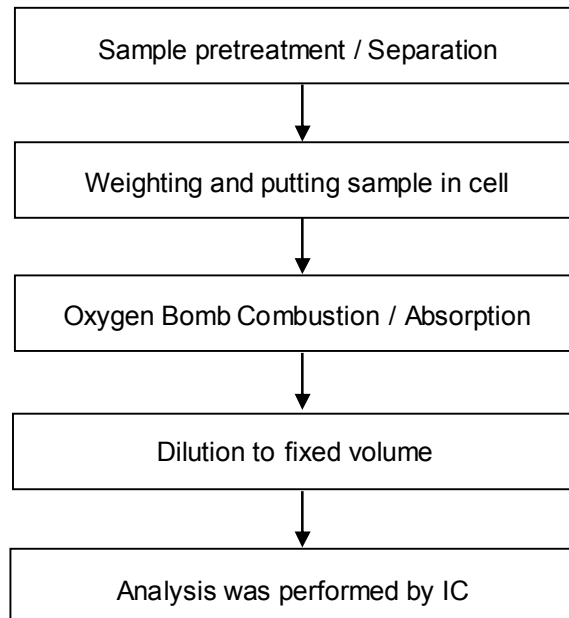 Sample pretreatment / Separation
Weighting and putting sample in cell
Oxygen Bomb Combustion / Absorption
Dilution to fixed volume
Analysis was performed by IC